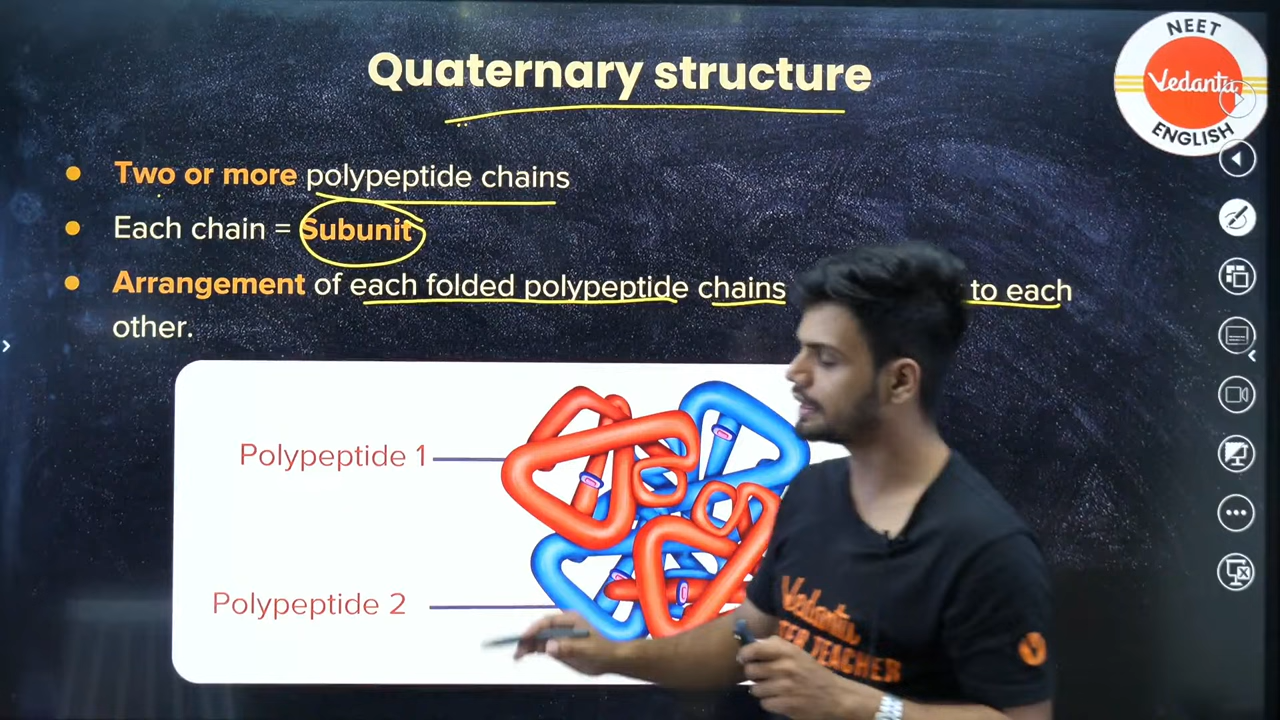 Quaternary structure
NEET
Vedantu
ENGLISH
Two or more polypeptide chains
Each chain = Subunit
Arrangement of each folded polypeptide chains to each
other.
Polypeptide 1
Polypeptide 2
Vedantu
TEACHER